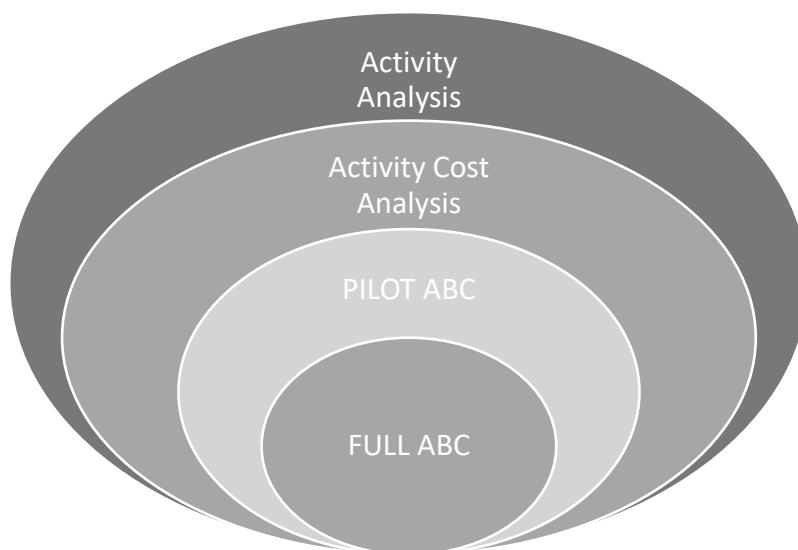 Activity
Analysis
Activity Cost
Analysis
PILOT ABC
FULL ABC